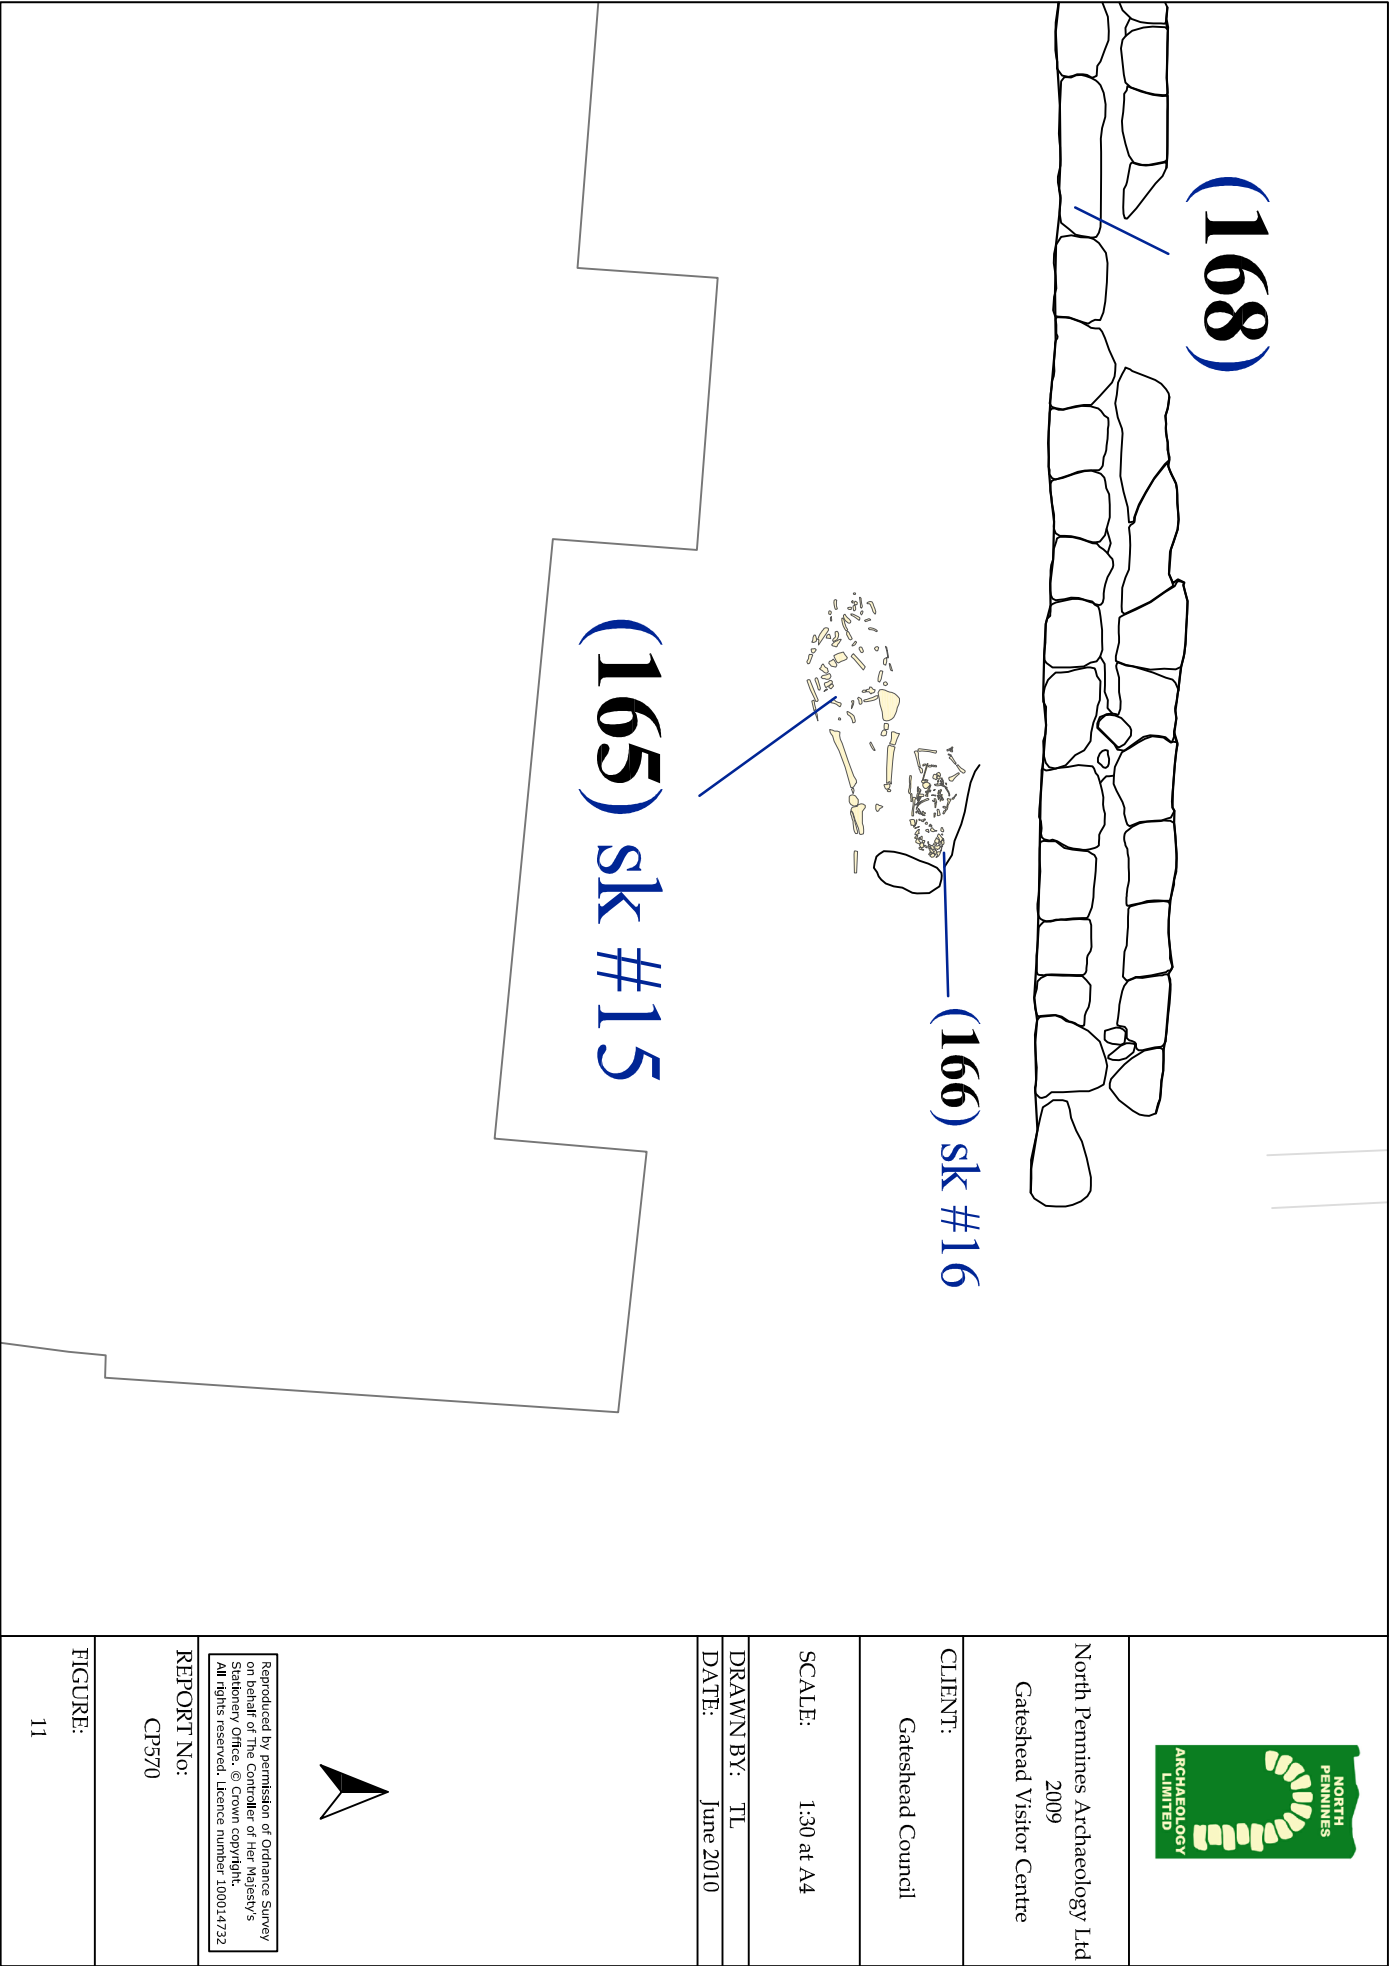 (168)
(166) sk #16
(165) sk #15
NORTH
PENNINES
ARCHAEOLOGY
LIMITED
North Pennines Archaeology Ltd
2009
Gateshead Visitor Centre
CLIENT:
Gateshead Council
SCALE: 1:30 at A4
DRAWN BY: TL
DATE: June 2010
Reproduced by permission of Ordnance Survey
on behalf of The Controller of Her Majesty's
Stationery Office. © Crown copyright.
All rights reserved. Licence number 100014732
REPORT No:
CP570
FIGURE:
11